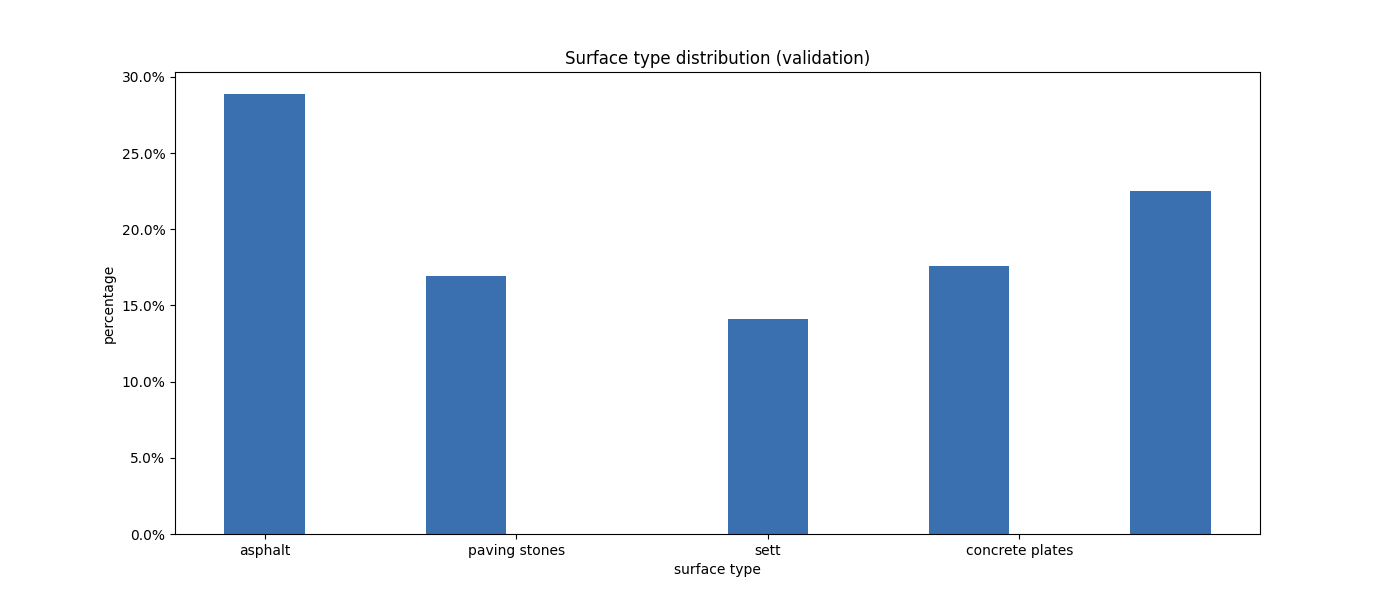 Surface type distribution (validation)
30.0%
25.0%
20.0%
15.0%
10.0%
5.0%
0.0%
percentage
asphalt
paving stones
sett
concrete plates
surface type